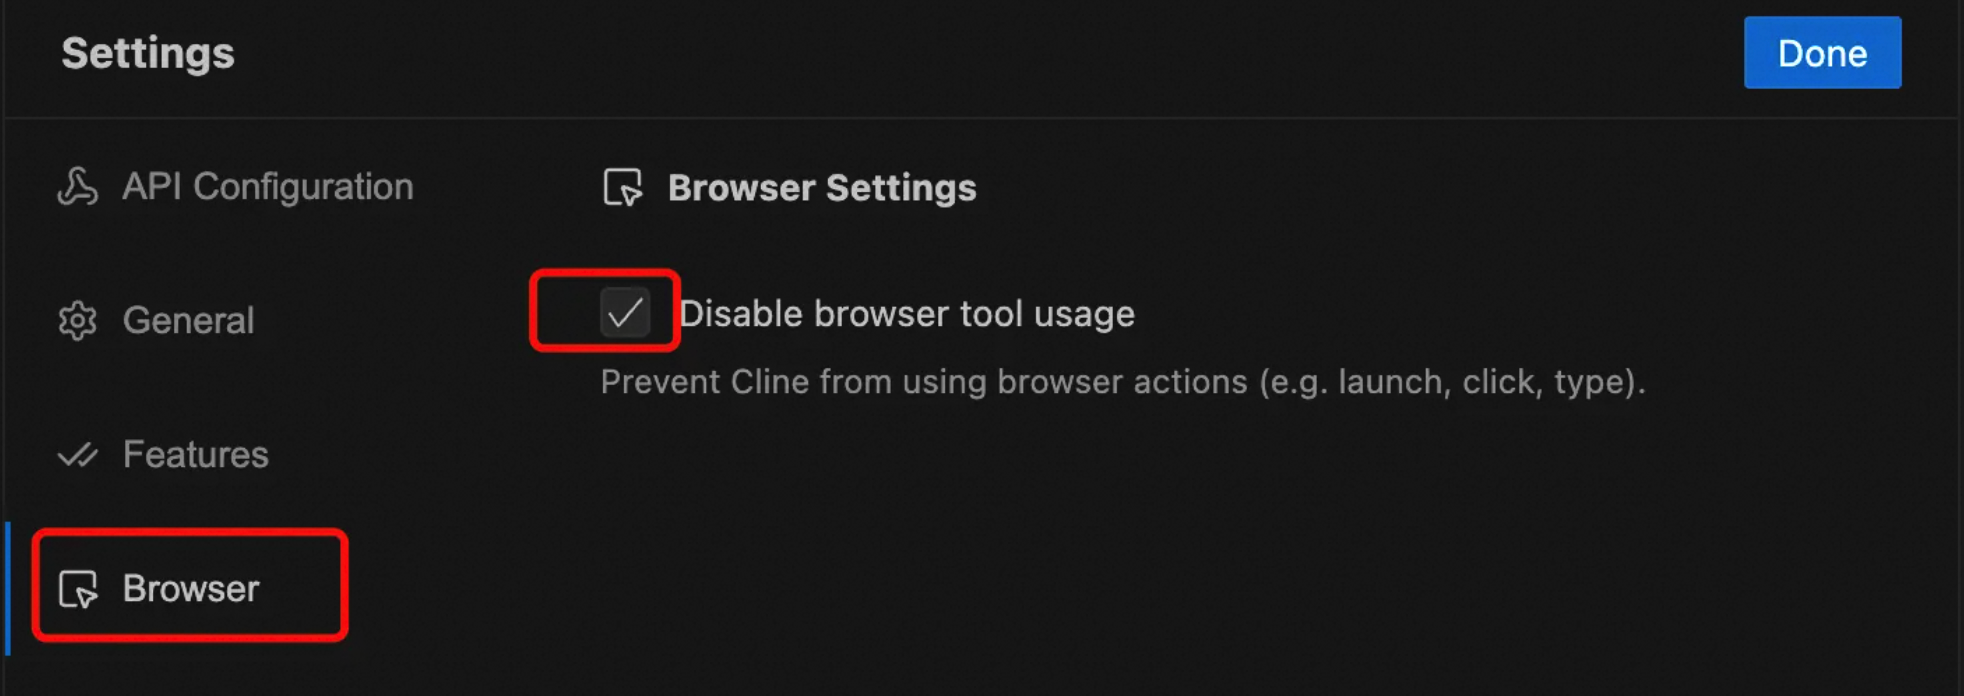 Settings
Done
API Configuration
Browser Settings
General
Disable browser tool usage
Prevent Cline from using browser actions (e.g. launch, click, type).
Features
Browser